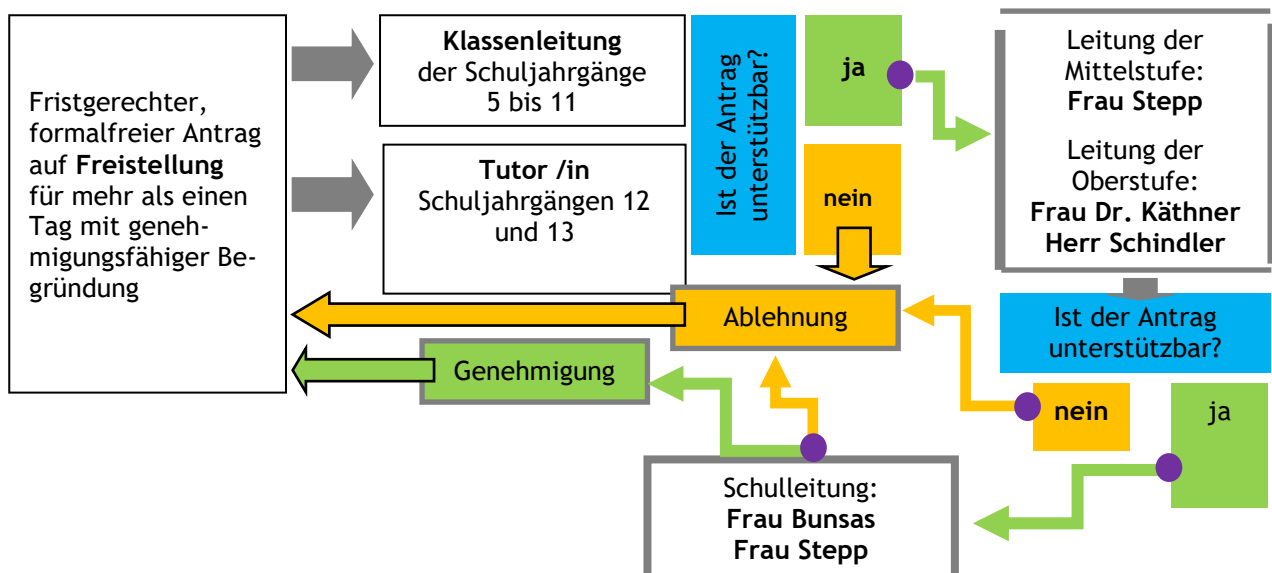 Fristgerechter,
formalfreier Antrag
auf Freistellung
für mehr als einen
Tag mit geneh-
migungsfähiger Be-
gründung
Klassenleitung
der Schuljahrgänge
5 bis 11
Tutor /in
Schuljahrgängen 12
und 13
Ist der Antrag
unterstützbar?
ja
nein
Leitung der
Mittelstufe:
Frau Stepp
Leitung der
Oberstufe:
Frau Dr. Käthner
Herr Schindler
Ablehnung
Ist der Antrag
unterstützbar?
Genehmigung
nein
ja
Schulleitung:
Frau Bunsas
Frau Stepp